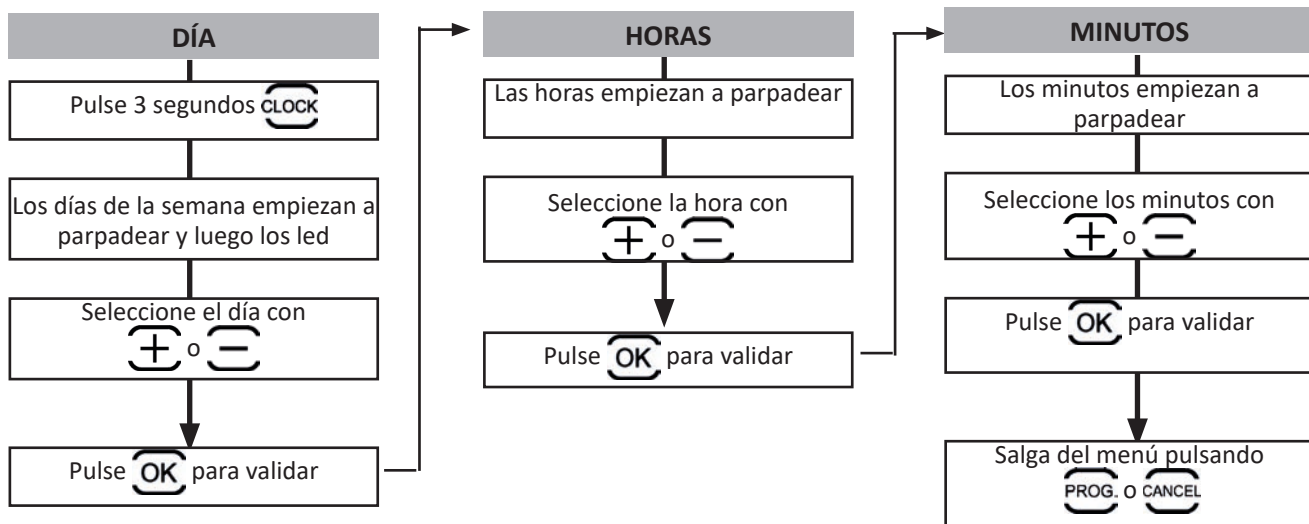 DÍA
Pulse 3 segundos CLOCK
Los días de la semana empiezan a
parpadear y luego los led
Seleccione el día con
+ o −
Pulse OK para validar
HORAS
Las horas empiezan a parpadear
Seleccione la hora con
+ o −
Pulse OK para validar
MINUTOS
Los minutos empiezan a
parpadear
Seleccione los minutos con
+ o −
Pulse OK para validar
Salga del menú pulsando
PROG. o CANCEL